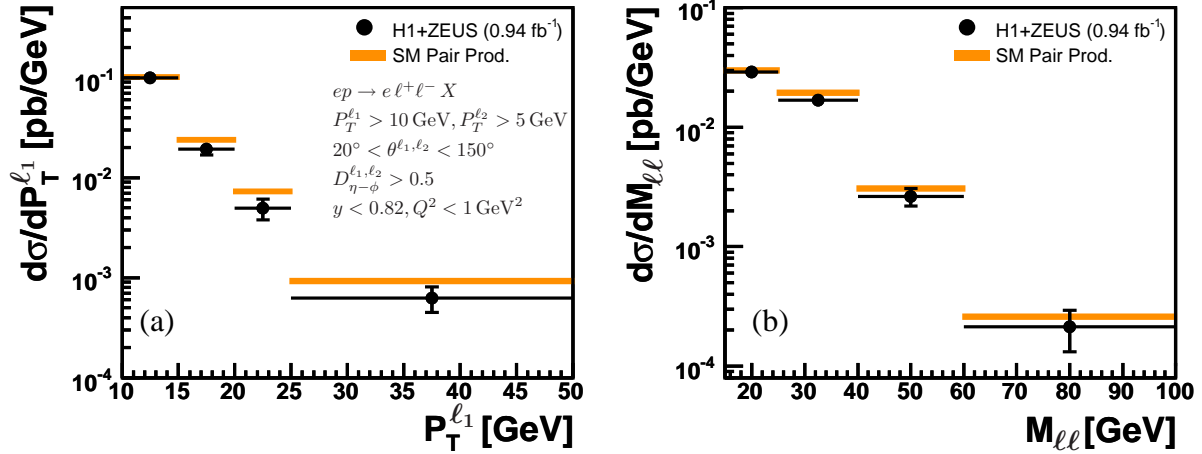 dσ/dP_T^{ℓ₁} [pb/GeV]
10^{-1}
10^{-2}
10^{-3}
10^{-4}
H1+ZEUS (0.94 fb^{-1})
SM Pair Prod.
ep → e ℓ⁺ℓ⁻ X
P_T^{ℓ₁} > 10 GeV, P_T^{ℓ₂} > 5 GeV
20° < θ^{ℓ₁,ℓ₂} < 150°
D_{η−ϕ}^{ℓ₁,ℓ₂} > 0.5
y < 0.82, Q² < 1 GeV²
(a)
10 15 20 25 30 35 40 45 50
P_T^{ℓ₁} [GeV]
dσ/dM_{ℓℓ} [pb/GeV]
10^{-1}
10^{-2}
10^{-3}
10^{-4}
H1+ZEUS (0.94 fb^{-1})
SM Pair Prod.
(b)
20 30 40 50 60 70 80 90 100
M_{ℓℓ} [GeV]